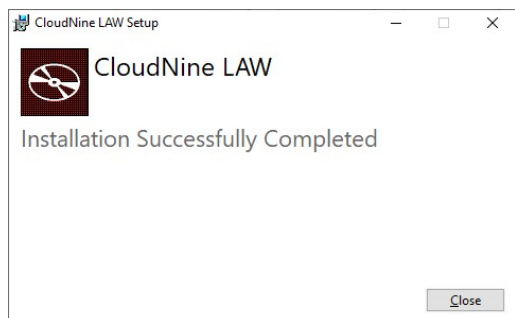 CloudNine LAW Setup
CloudNine LAW
Installation Successfully Completed
Close